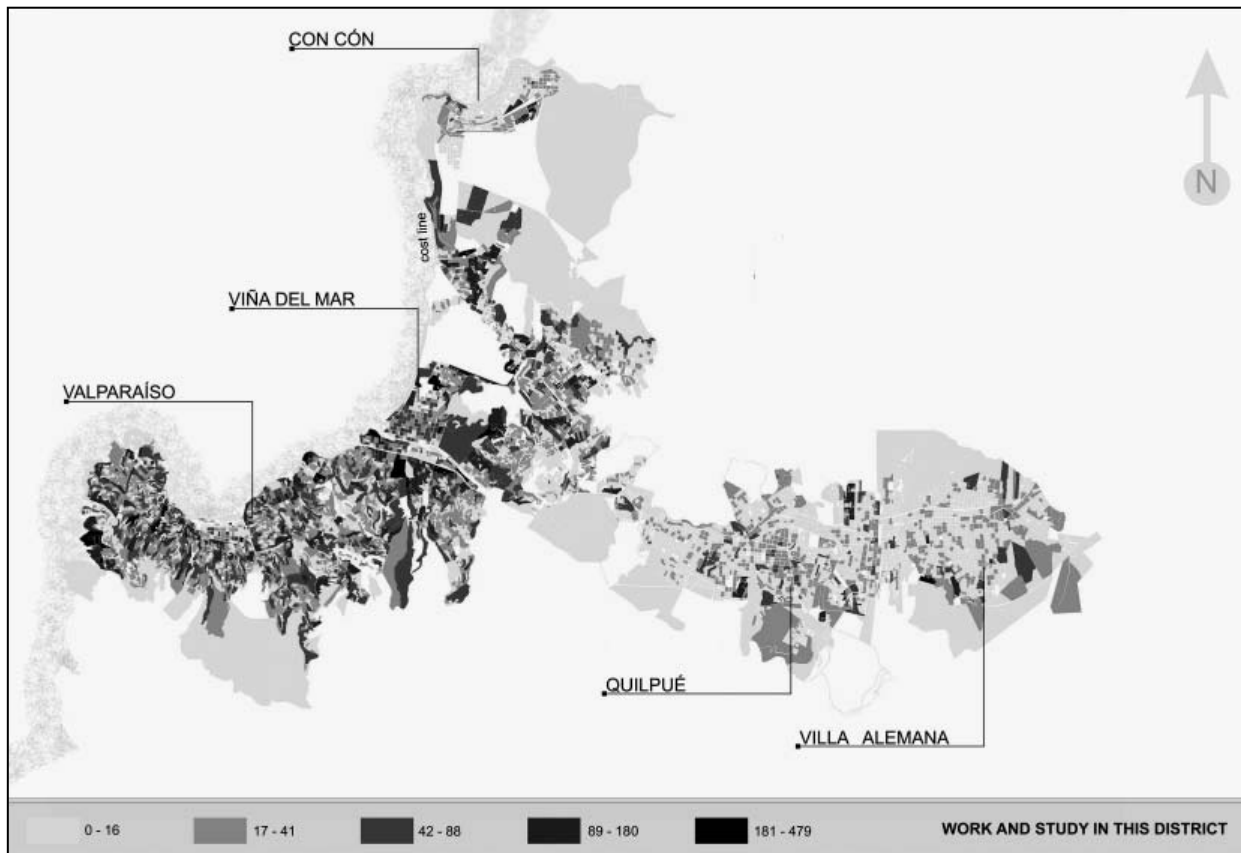 CON CÓN
N
cost line
VIÑA DEL MAR
VALPARAÍSO
QUILPUÉ
VILLA ALEMANA
0 - 16
17 - 41
42 - 88
89 - 180
181 - 479
WORK AND STUDY IN THIS DISTRICT